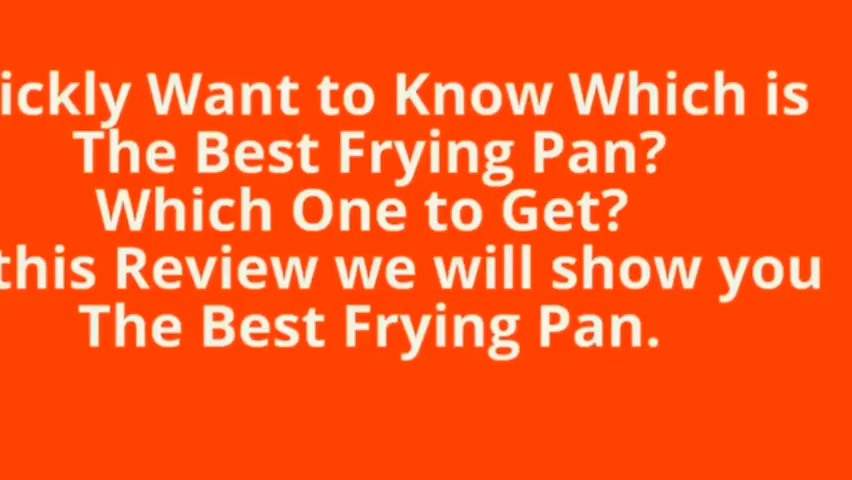 ickly Want to Know Which is
The Best Frying Pan?
Which One to Get?
this Review we will show you
The Best Frying Pan.